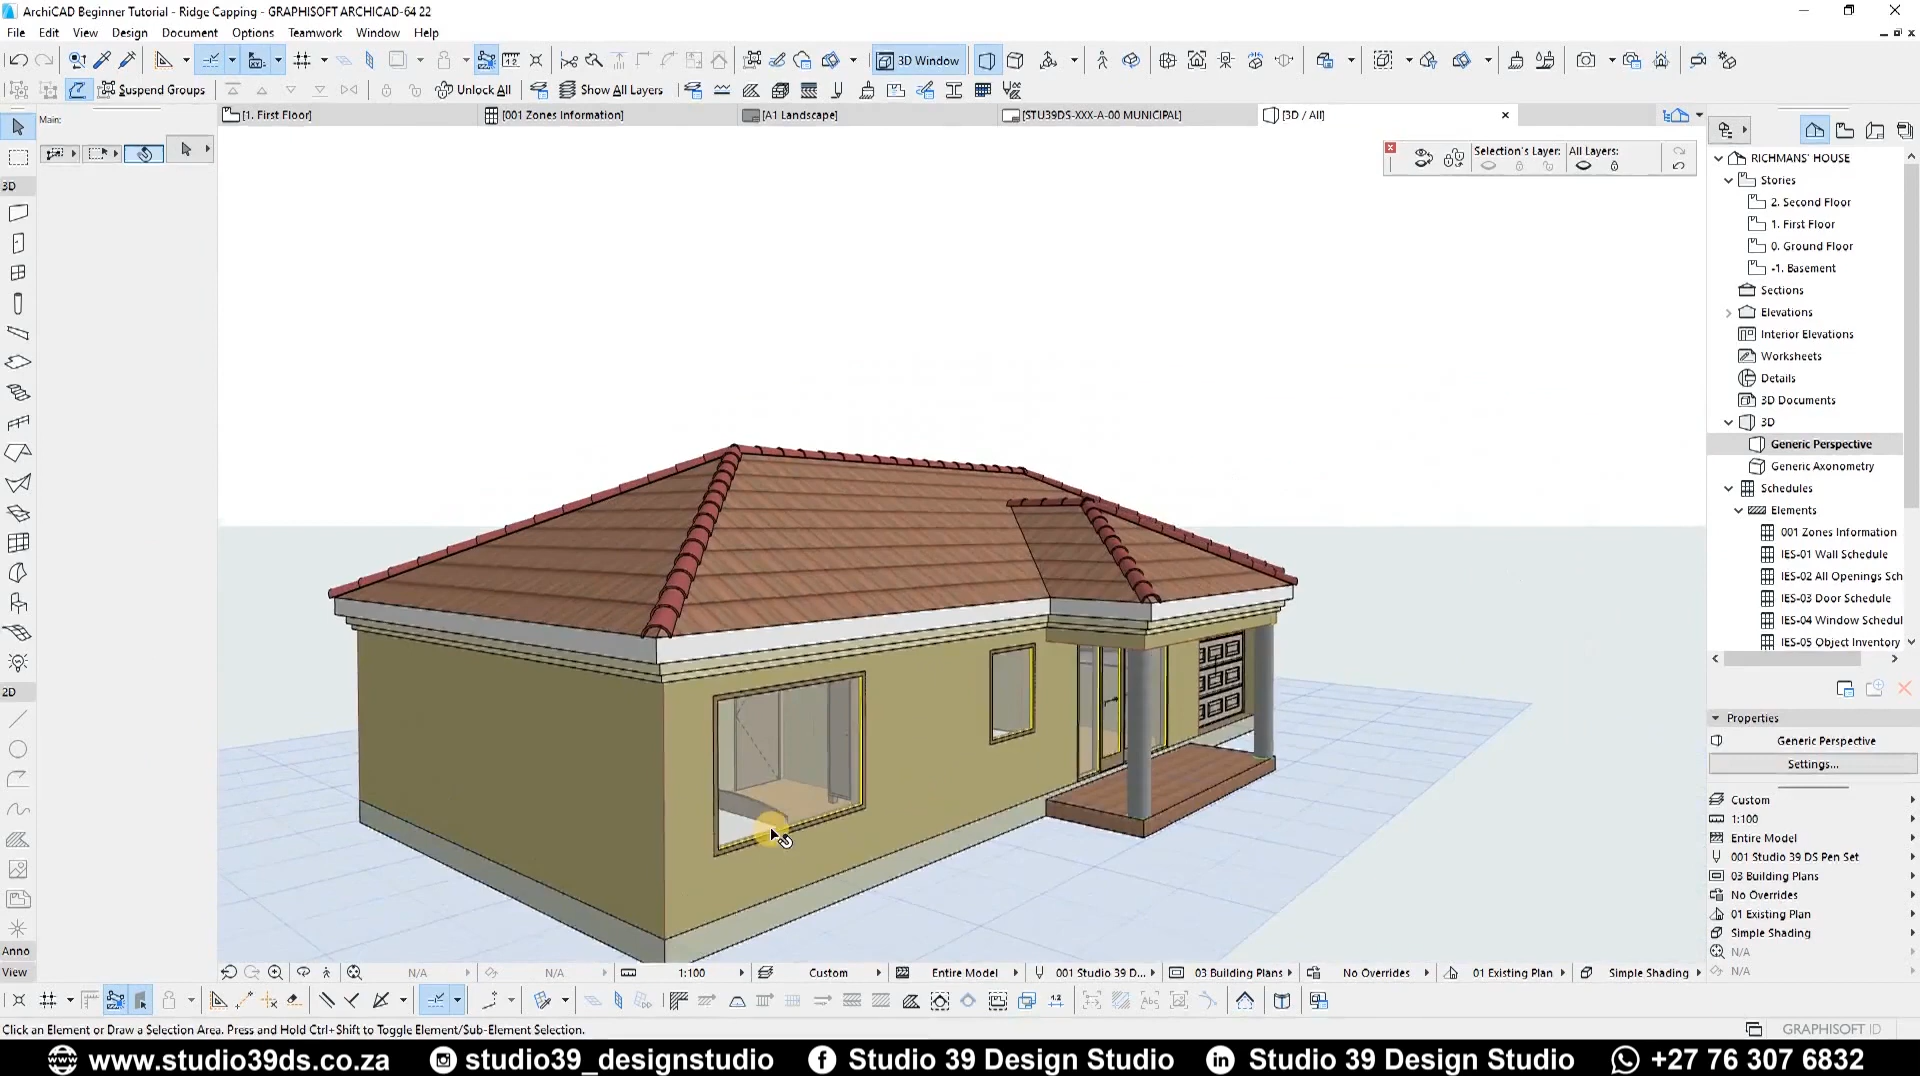 ArchiCAD Beginner Tutorial - Ridge Capping - GRAPHISOFT ARCHICAD-64 22
File Edit View Design Document Options Teamwork Window Help
3D Window
Suspend Groups Unlock All Show All Layers
Main:
[1. First Floor] [001 Zones Information] [A1 Landscape] [STU39DS-XXX-A-00 MUNICIPAL] [3D / All]
Selection's Layer: All Layers:
3D
2D
Anno
View
RICHMANS' HOUSE
Stories
2. Second Floor
1. First Floor
0. Ground Floor
-1. Basement
Sections
Elevations
Interior Elevations
Worksheets
Details
3D Documents
3D
Generic Perspective
Generic Axonometry
Schedules
Elements
001 Zones Information
IES-01 Wall Schedule
IES-02 All Openings Sch
IES-03 Door Schedule
IES-04 Window Schedul
IES-05 Object Inventory
Properties
Generic Perspective
Settings...
Custom
1:100
Entire Model
001 Studio 39 DS Pen Set
03 Building Plans
No Overrides
01 Existing Plan
Simple Shading
N/A
N/A
N/A N/A 1:100 Custom Entire Model 001 Studio 39 D... 03 Building Plans No Overrides 01 Existing Plan Simple Shading
Click an Element or Draw a Selection Area. Press and Hold Ctrl+Shift to Toggle Element/Sub-Element Selection.
GRAPHISOFT ID
www.studio39ds.co.za studio39_designstudio Studio 39 Design Studio Studio 39 Design Studio +27 76 307 6832